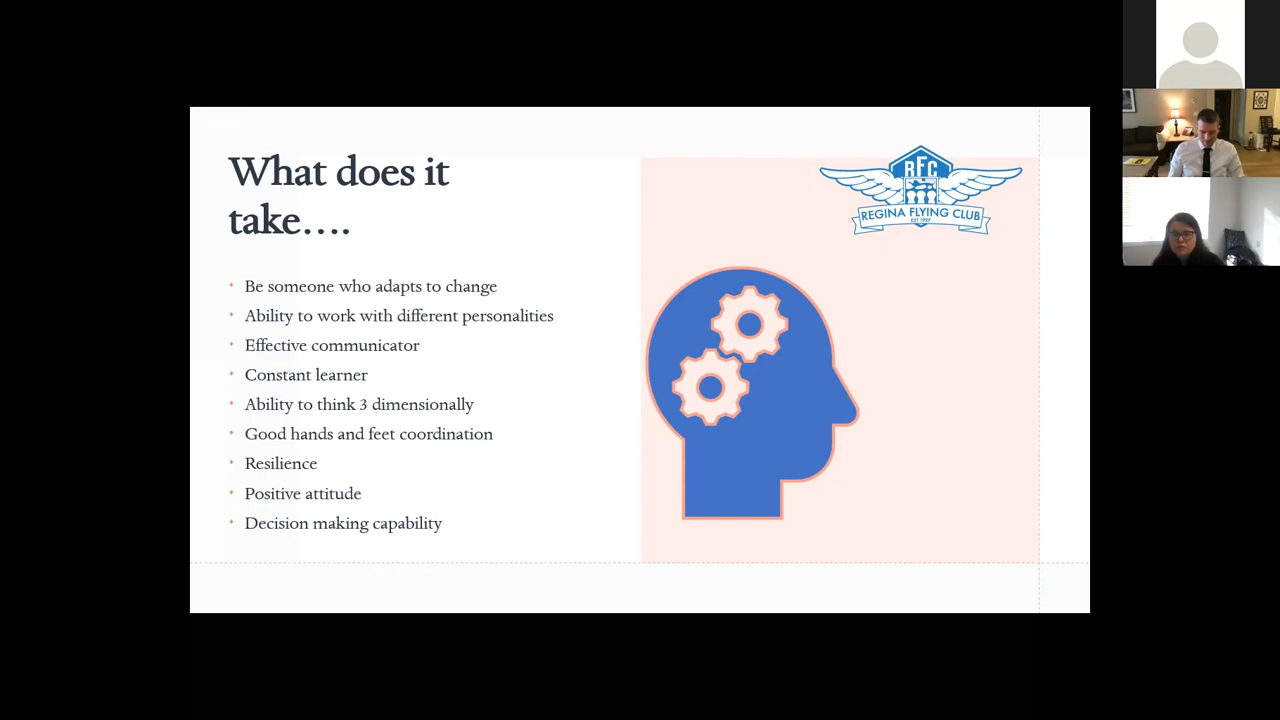 What does it
take….
Be someone who adapts to change
Ability to work with different personalities
Effective communicator
Constant learner
Ability to think 3 dimensionally
Good hands and feet coordination
Resilience
Positive attitude
Decision making capability
RFC
REGINA FLYING CLUB
EST 1927